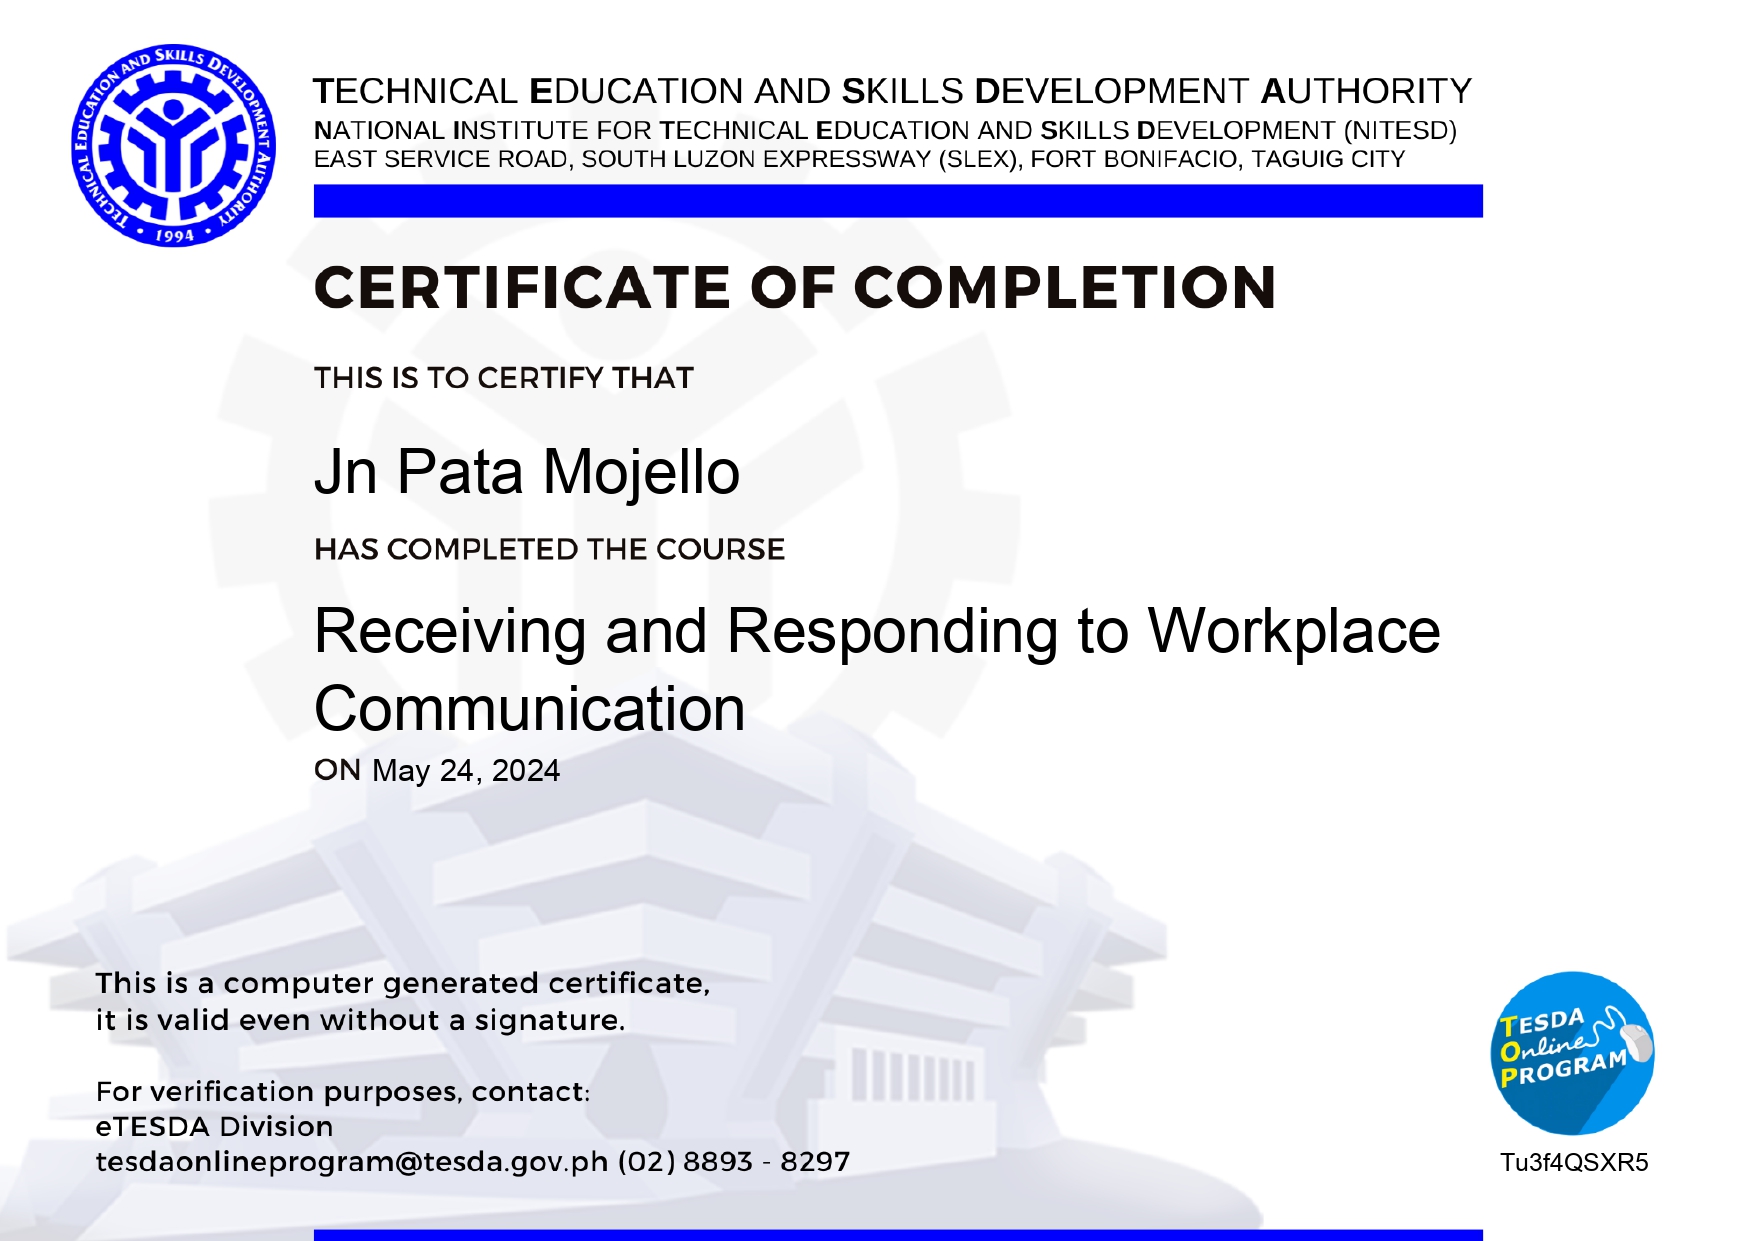 TECHNICAL EDUCATION AND SKILLS DEVELOPMENT AUTHORITY
• 1994 •
TECHNICAL EDUCATION AND SKILLS DEVELOPMENT AUTHORITY
NATIONAL INSTITUTE FOR TECHNICAL EDUCATION AND SKILLS DEVELOPMENT (NITESD)
EAST SERVICE ROAD, SOUTH LUZON EXPRESSWAY (SLEX), FORT BONIFACIO, TAGUIG CITY
CERTIFICATE OF COMPLETION
THIS IS TO CERTIFY THAT
Jn Pata Mojello
HAS COMPLETED THE COURSE
Receiving and Responding to Workplace
Communication
ON May 24, 2024
This is a computer generated certificate,
it is valid even without a signature.
For verification purposes, contact:
eTESDA Division
tesdaonlineprogram@tesda.gov.ph (02) 8893 - 8297
TESDA
Online
PROGRAM
Tu3f4QSXR5